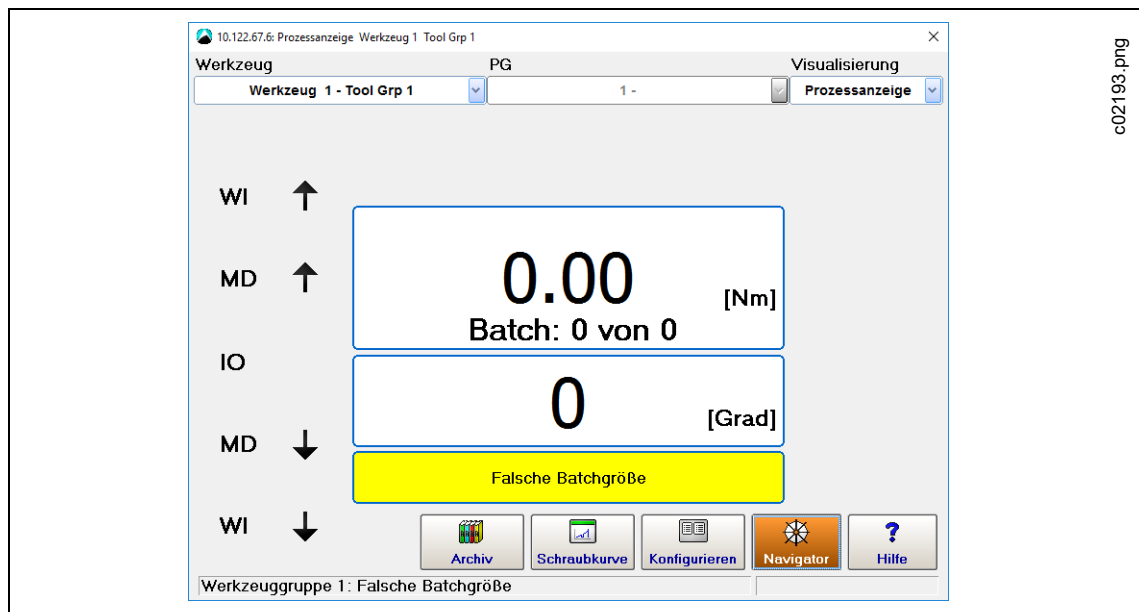 10.122.67.6: Prozessanzeige Werkzeug 1 Tool Grp 1
Werkzeug PG Visualisierung
Werkzeug 1 - Tool Grp 1 1 - Prozessanzeige
WI
MD
0.00 [Nm]
Batch: 0 von 0
IO
0 [Grad]
MD
Falsche Batchgröße
WI
Archiv Schraubkurve Konfigurieren Navigator ? Hilfe
Werkzeuggruppe 1: Falsche Batchgröße
c02193.png